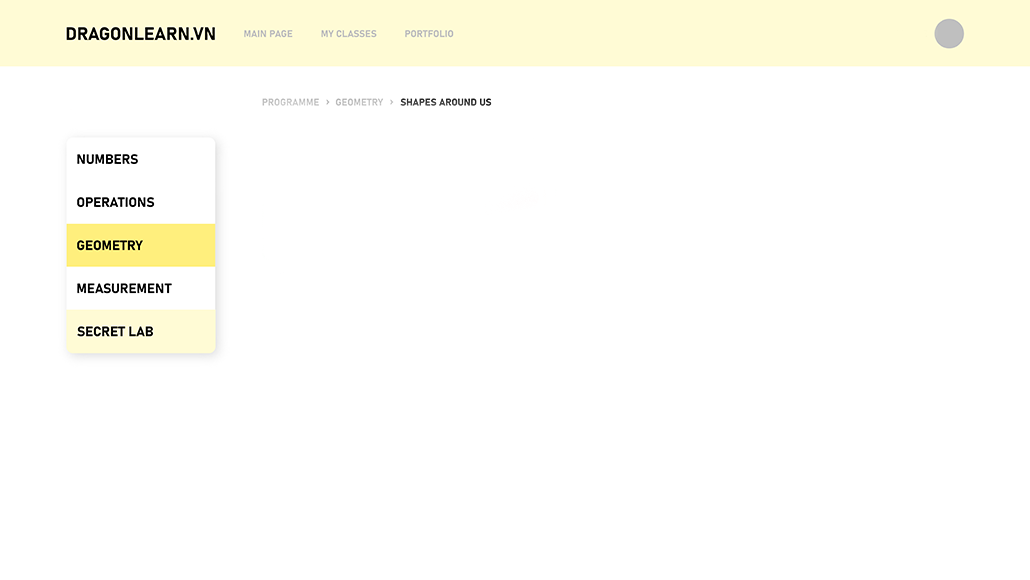 DRAGONLEARN.VN MAIN PAGE MY CLASSES PORTFOLIO
PROGRAMME > GEOMETRY > SHAPES AROUND US
NUMBERS
OPERATIONS
GEOMETRY
MEASUREMENT
SECRET LAB